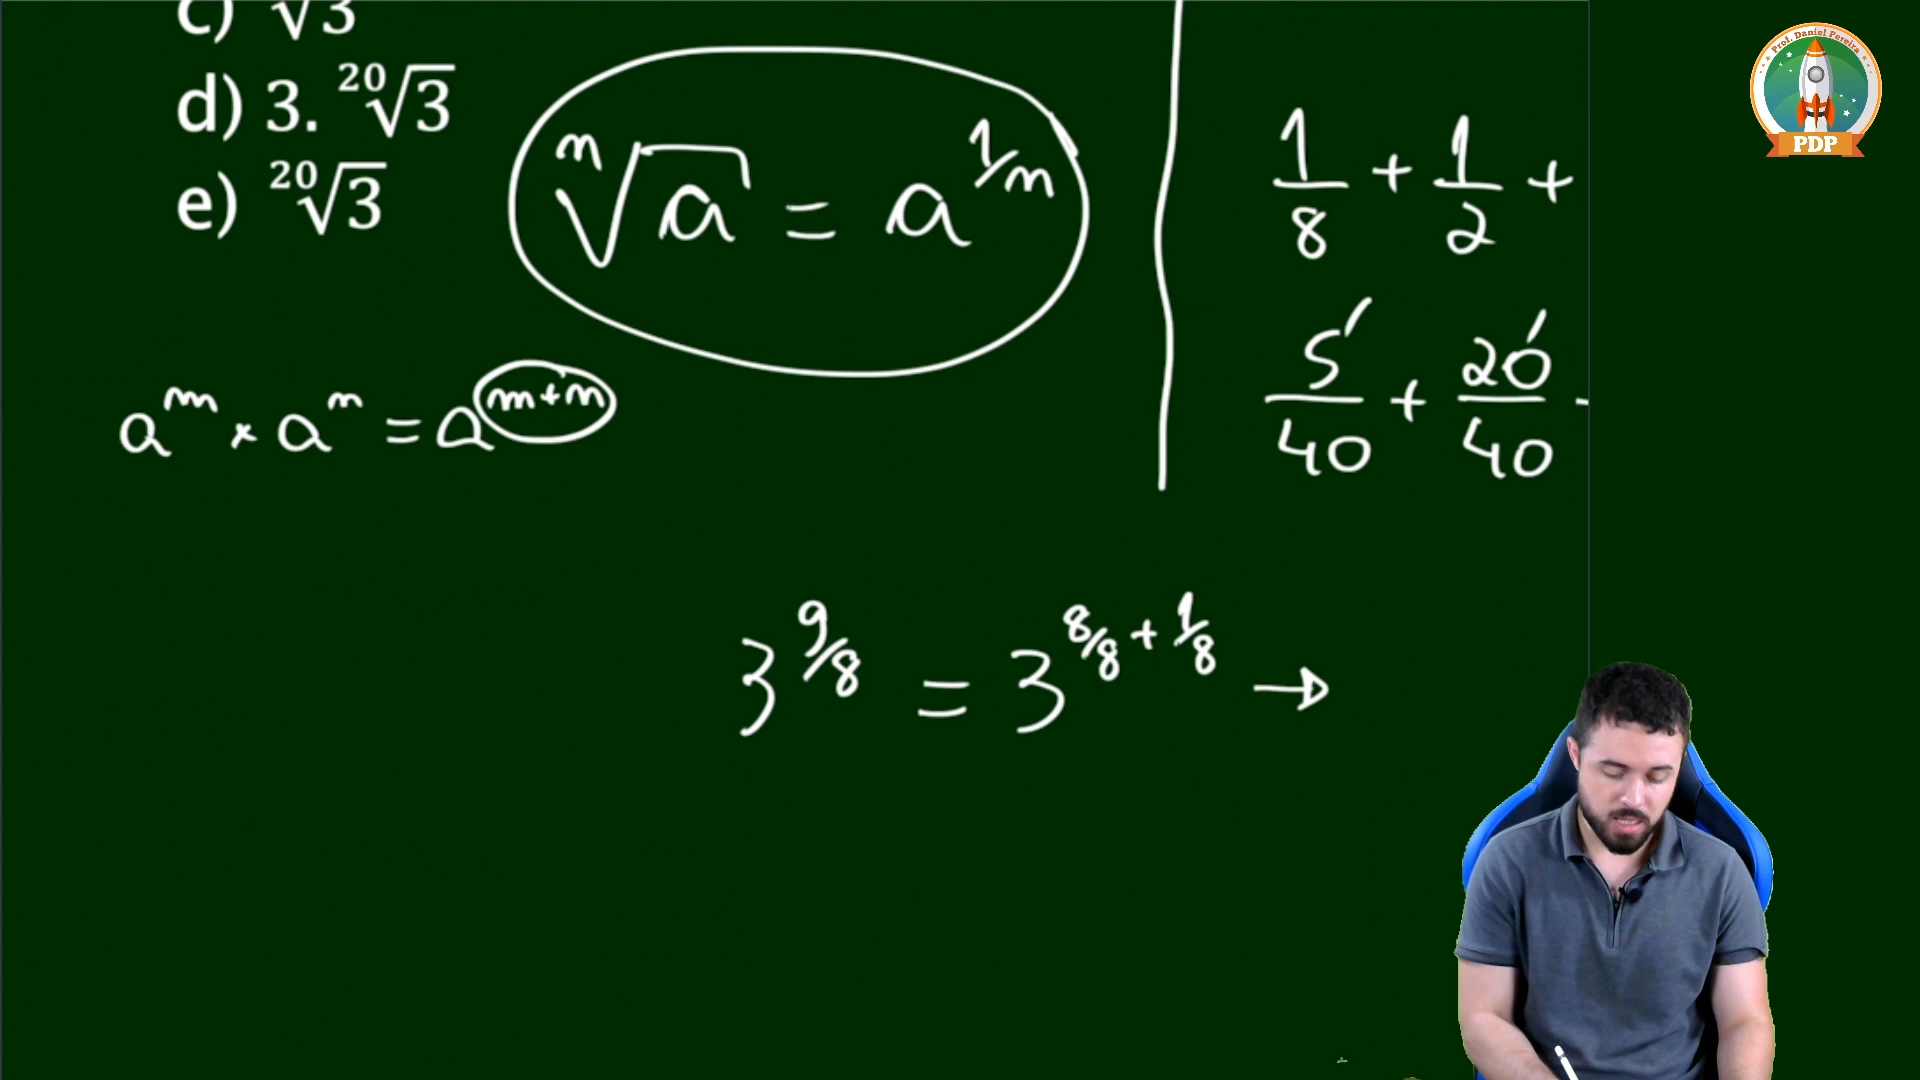 c) √3
d) 3. ²⁰√3
e) ²⁰√3
ⁿ√a = a^1/n
a^m × a^n = a^(m+n)
1/8 + 1/2 +
5/40 + 20/40 -
3^9/8 = 3^8/8 + 1/8 →
Prof. Daniel Pereira
PDP